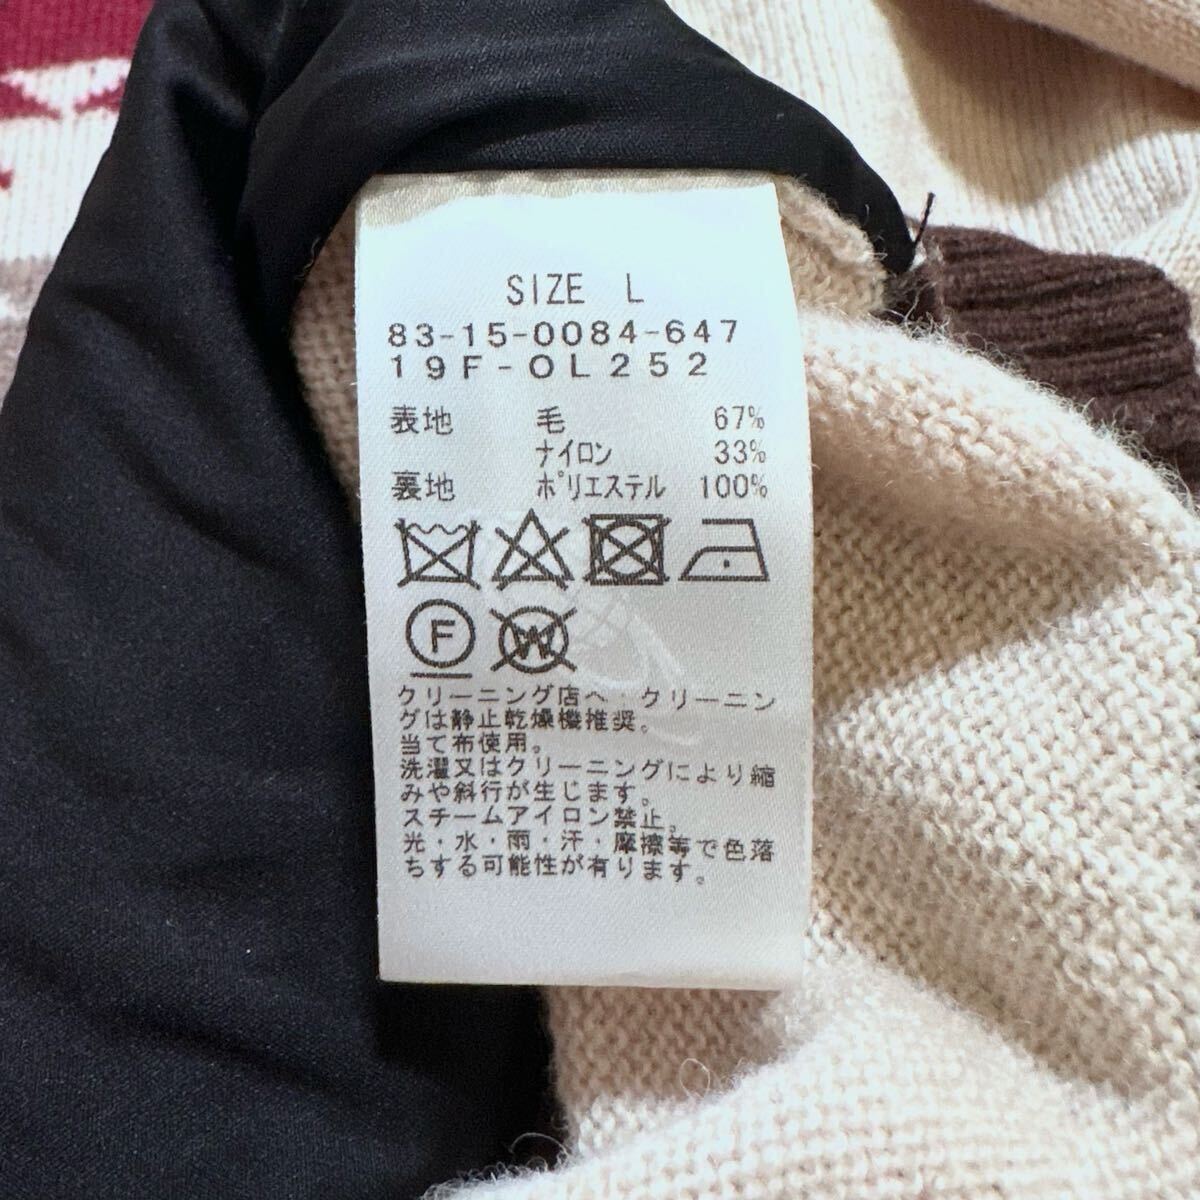 SIZE L
83-15-0084-647
19F-OL252
表地 毛 67%
ナイロン 33%
裏地 ポリエステル 100%
F
W
クリーニング店へ・クリーニン
グは静止乾燥機推奨。
当て布使用。
洗濯又はクリーニングにより縮
みや斜行が生じます。
スチームアイロン禁止。
光・水・雨・汗・摩擦等で色落
ちする可能性が有ります。